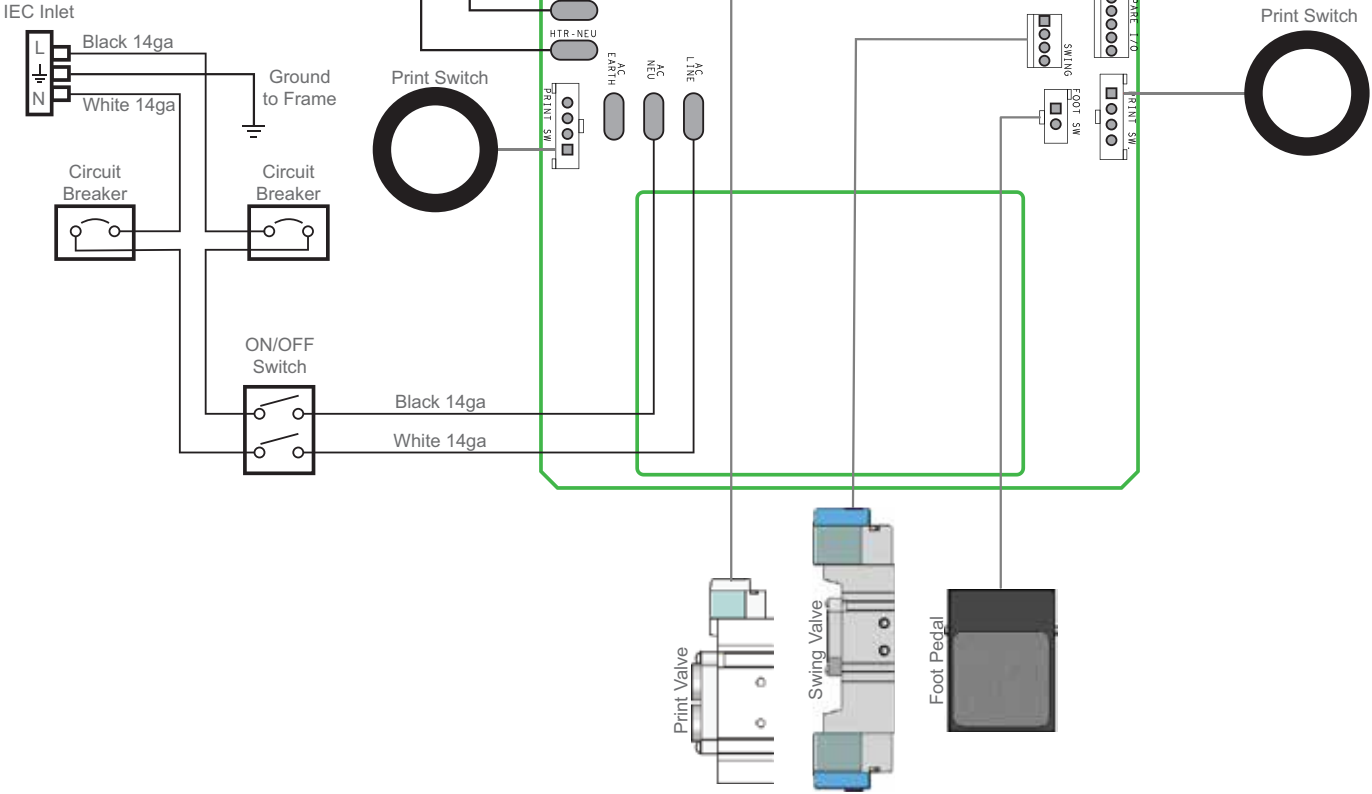 IEC Inlet
L
N
Black 14ga
White 14ga
Ground
to Frame
Print Switch
HTR-NEU
AC
EARTH
AC
NEU
AC
LINE
PRINT SW
SWING
PARE I/O
FOOT SW
PRINT SW.
Print Switch
Circuit
Breaker
Circuit
Breaker
ON/OFF
Switch
Black 14ga
White 14ga
Print Valve
Swing Valve
Foot Pedal